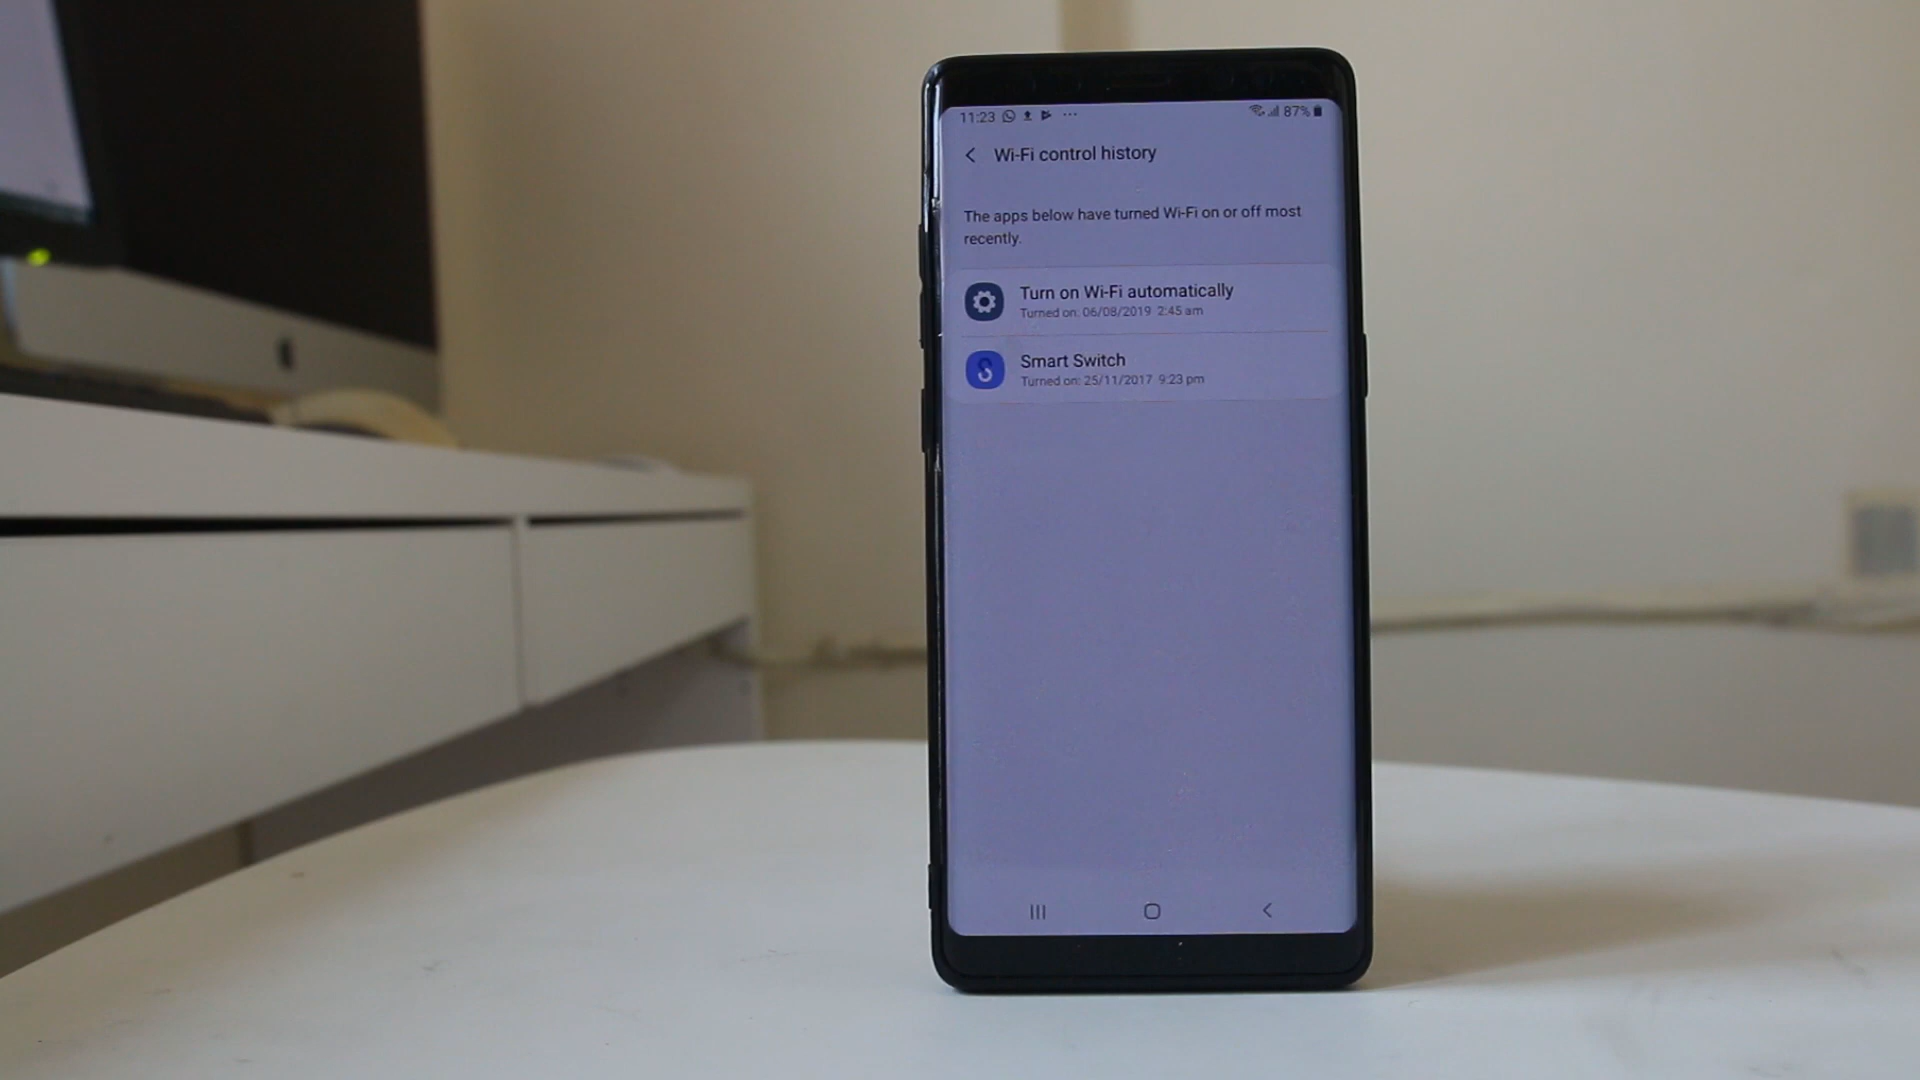 11:23 87%
Wi-Fi control history
The apps below have turned Wi-Fi on or off most
recently.
Turn on Wi-Fi automatically
Turned on: 06/08/2019 2:45 am
Smart Switch
Turned on: 25/11/2017 9:23 pm